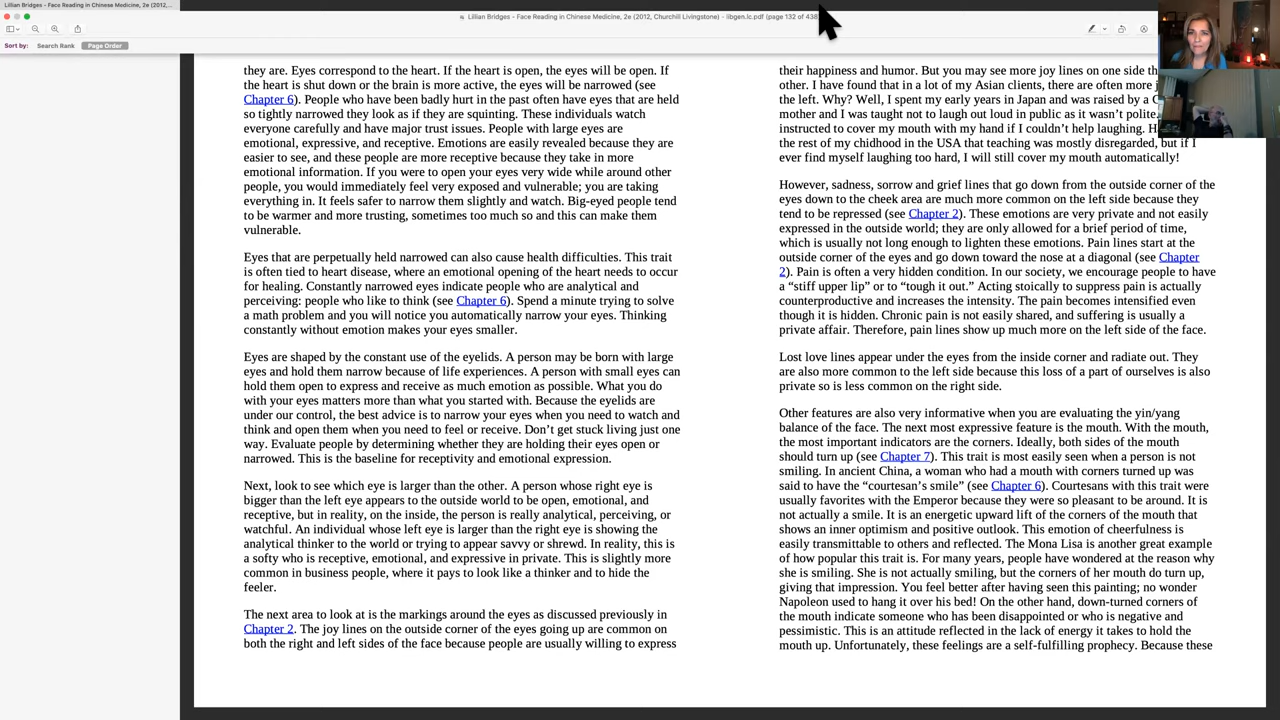 Lillian Bridges - Face Reading in Chinese Medicine, 2e (2012,...
Lillian Bridges - Face Reading in Chinese Medicine, 2e (2012, Churchill Livingstone) - libgen.lc.pdf (page 132 of 438)
Sort by: Search Rank Page Order
they are. Eyes correspond to the heart. If the heart is open, the eyes will be open. If
the heart is shut down or the brain is more active, the eyes will be narrowed (see
Chapter 6). People who have been badly hurt in the past often have eyes that are held
so tightly narrowed they look as if they are squinting. These individuals watch
everyone carefully and have major trust issues. People with large eyes are
emotional, expressive, and receptive. Emotions are easily revealed because they are
easier to see, and these people are more receptive because they take in more
emotional information. If you were to open your eyes very wide while around other
people, you would immediately feel very exposed and vulnerable; you are taking
everything in. It feels safer to narrow them slightly and watch. Big-eyed people tend
to be warmer and more trusting, sometimes too much so and this can make them
vulnerable.
Eyes that are perpetually held narrowed can also cause health difficulties. This trait
is often tied to heart disease, where an emotional opening of the heart needs to occur
for healing. Constantly narrowed eyes indicate people who are analytical and
perceiving: people who like to think (see Chapter 6). Spend a minute trying to solve
a math problem and you will notice you automatically narrow your eyes. Thinking
constantly without emotion makes your eyes smaller.
Eyes are shaped by the constant use of the eyelids. A person may be born with large
eyes and hold them narrow because of life experiences. A person with small eyes can
hold them open to express and receive as much emotion as possible. What you do
with your eyes matters more than what you started with. Because the eyelids are
under our control, the best advice is to narrow your eyes when you need to watch and
think and open them when you need to feel or receive. Don't get stuck living just one
way. Evaluate people by determining whether they are holding their eyes open or
narrowed. This is the baseline for receptivity and emotional expression.
Next, look to see which eye is larger than the other. A person whose right eye is
bigger than the left eye appears to the outside world to be open, emotional, and
receptive, but in reality, on the inside, the person is really analytical, perceiving, or
watchful. An individual whose left eye is larger than the right eye is showing the
analytical thinker to the world or trying to appear savvy or shrewd. In reality, this is
a softy who is receptive, emotional, and expressive in private. This is slightly more
common in business people, where it pays to look like a thinker and to hide the
feeler.
The next area to look at is the markings around the eyes as discussed previously in
Chapter 2. The joy lines on the outside corner of the eyes going up are common on
both the right and left sides of the face because people are usually willing to express
their happiness and humor. But you may see more joy lines on one side th
other. I have found that in a lot of my Asian clients, there are often more j
the left. Why? Well, I spent my early years in Japan and was raised by a C
mother and I was taught not to laugh out loud in public as it wasn't polite.
instructed to cover my mouth with my hand if I couldn't help laughing. H
the rest of my chidhood in the USA that teaching was mostly disregarded, but if I
ever find myself laughing too hard, I will still cover my mouth automatically!
However, sadness, sorrow and grief lines that go down from the outside corner of the
eyes down to the cheek area are much more common on the left side because they
tend to be repressed (see Chapter 2). These emotions are very private and not easily
expressed in the outside world; they are only allowed for a brief period of time,
which is usually not long enough to lighten these emotions. Pain lines start at the
outside corner of the eyes and go down toward the nose at a diagonal (see Chapter
2). Pain is often a very hidden condition. In our society, we encourage people to have
a “stiff upper lip” or to “tough it out.” Acting stoically to suppress pain is actually
counterproductive and increases the intensity. The pain becomes intensified even
though it is hidden. Chronic pain is not easily shared, and suffering is usually a
private affair. Therefore, pain lines show up much more on the left side of the face.
Lost love lines appear under the eyes from the inside corner and radiate out. They
are also more common to the left side because this loss of a part of ourselves is also
private so is less common on the right side.
Other features are also very informative when you are evaluating the yin/yang
balance of the face. The next most expressive feature is the mouth. With the mouth,
the most important indicators are the corners. Ideally, both sides of the mouth
should turn up (see Chapter 7). This trait is most easily seen when a person is not
smiling. In ancient China, a woman who had a mouth with corners turned up was
said to have the “courtesan's smile” (see Chapter 6). Courtesans with this trait were
usually favorites with the Emperor because they were so pleasant to be around. It is
not actually a smile. It is an energetic upward lift of the corners of the mouth that
shows an inner optimism and positive outlook. This emotion of cheerfulness is
easily transmittable to others and reflected. The Mona Lisa is another great example
of how popular this trait is. For many years, people have wondered at the reason why
she is smiling. She is not actually smiling, but the corners of her mouth do turn up,
giving that impression. You feel better after having seen this painting; no wonder
Napoleon used to hang it over his bed! On the other hand, down-turned corners of
the mouth indicate someone who has been disappointed or who is negative and
pessimistic. This is an attitude reflected in the lack of energy it takes to hold the
mouth up. Unfortunately, these feelings are a self-fulfilling prophecy. Because these